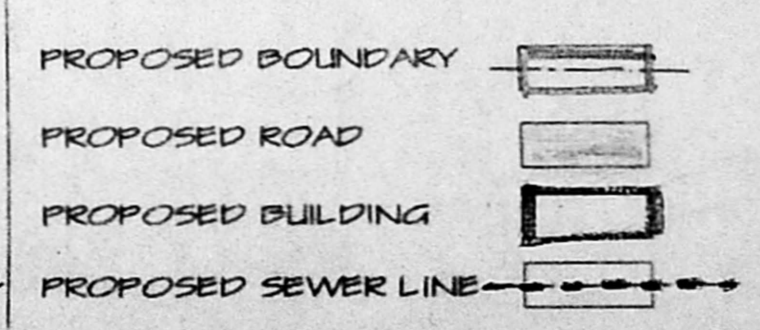 PROPOSED BOUNDARY
PROPOSED ROAD
PROPOSED BUILDING
PROPOSED SEWER LINE